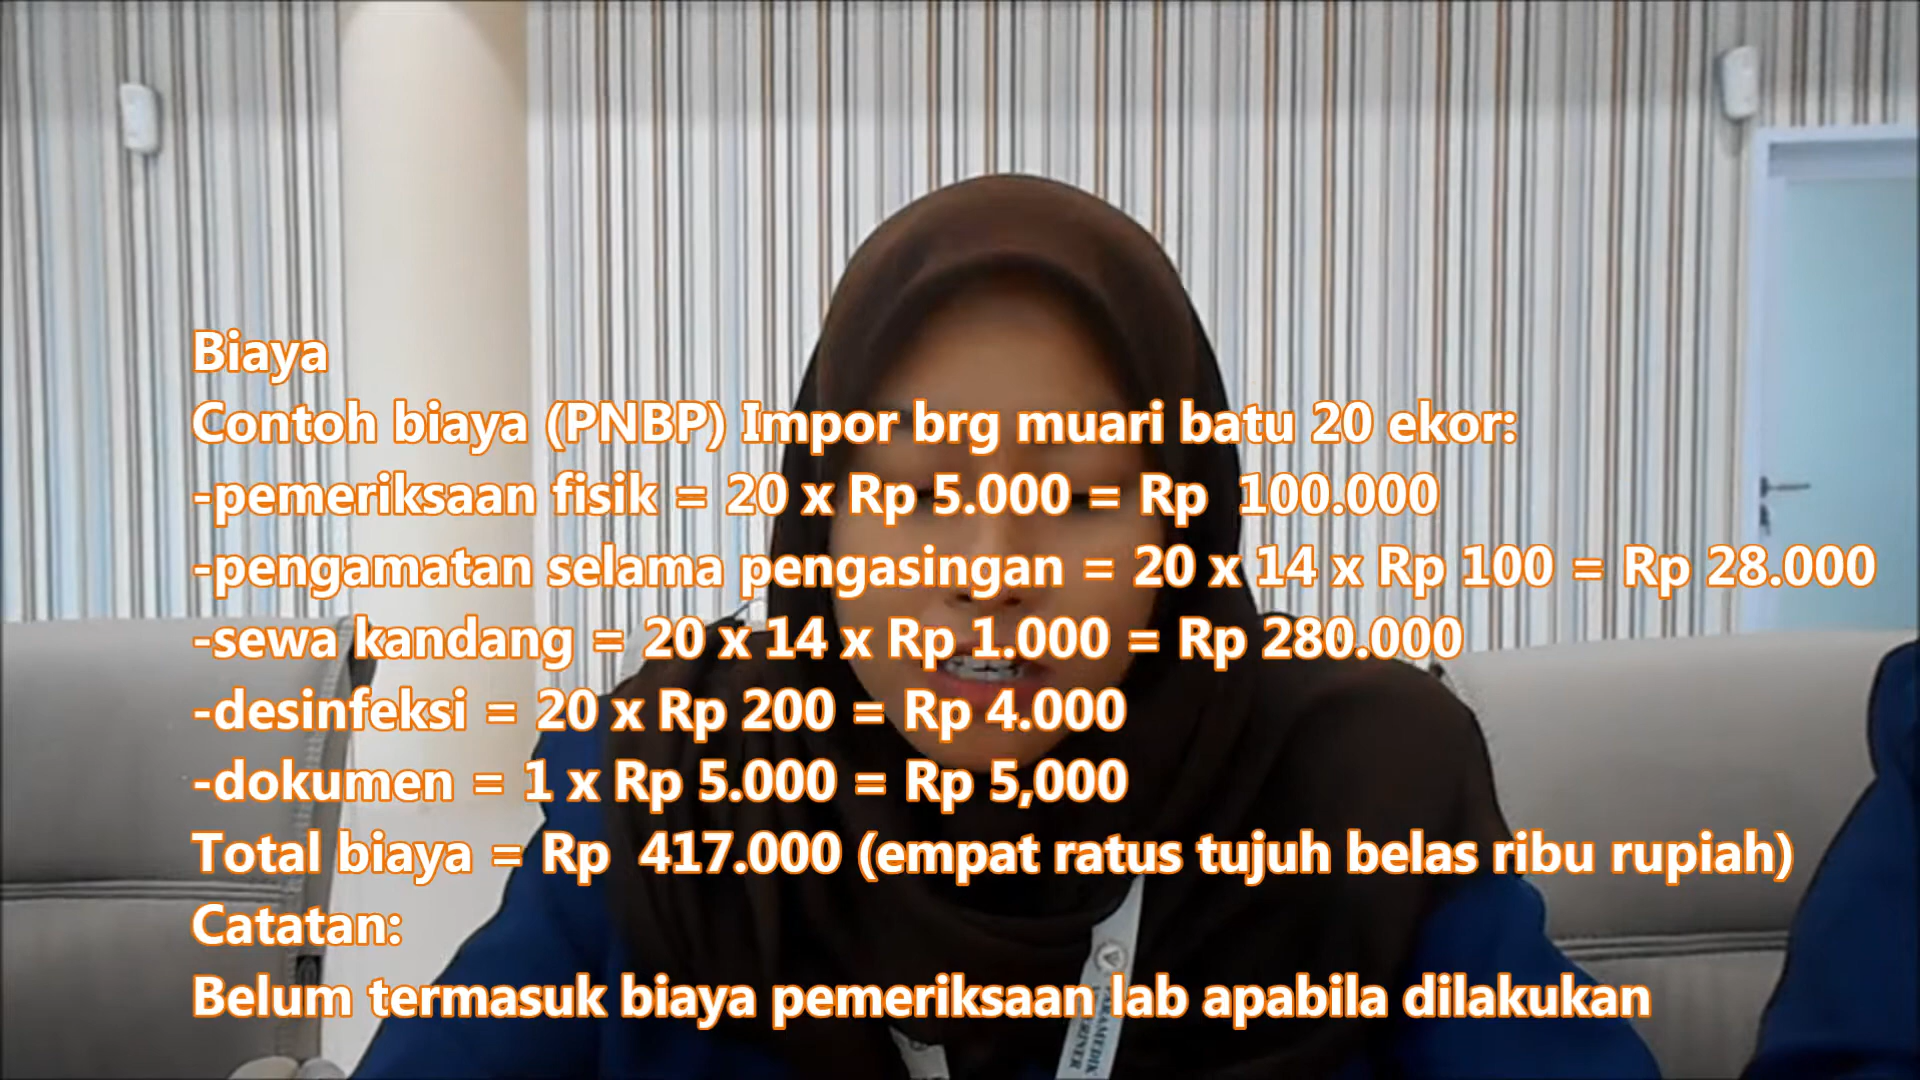 Biaya
Contoh biaya (PNBP) Impor brg muari batu 20 ekor:
-pemeriksaan fisik = 20 x Rp 5.000 = Rp  100.000
-pengamatan selama pengasingan = 20 x 14 x Rp 100 = Rp 28.000
-sewa kandang = 20 x 14 x Rp 1.000 = Rp 280.000
-desinfeksi = 20 x Rp 200 = Rp 4.000
-dokumen = 1 x Rp 5.000 = Rp 5,000
Total biaya = Rp  417.000 (empat ratus tujuh belas ribu rupiah)
Catatan:
Belum termasuk biaya pemeriksaan lab apabila dilakukan